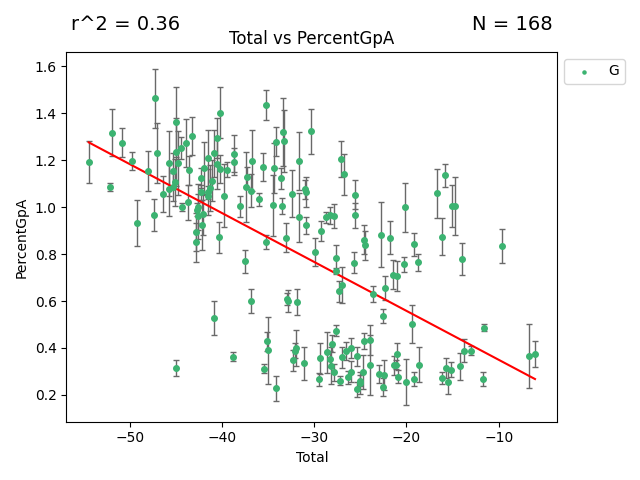 r^2 = 0.36 N = 168
Total vs PercentGpA
G
PercentGpA
1.6
1.4
1.2
1.0
0.8
0.6
0.4
0.2
−50 −40 −30 −20 −10
Total